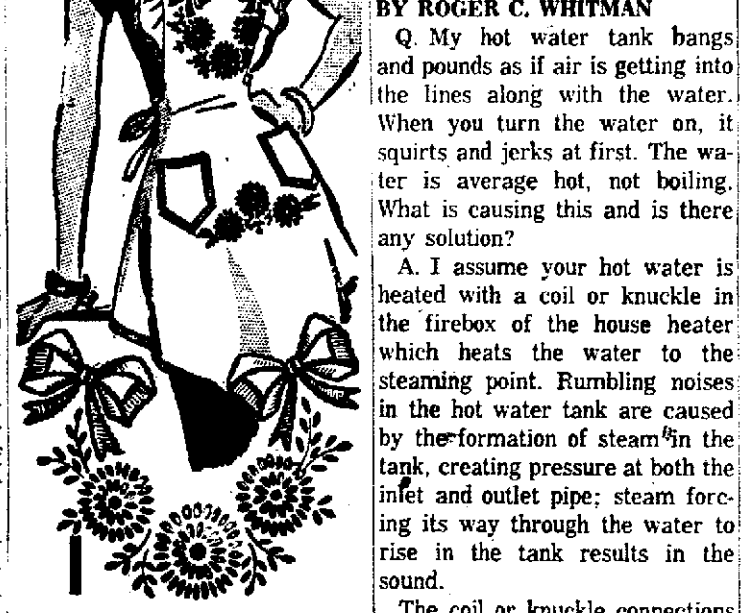 BY ROGER C. WHITMAN
Q. My hot water tank bangs
and pounds as if air is getting into
the lines along with the water.
When you turn the water on, it
squirts and jerks at first. The wa-
ter is average hot, not boiling.
What is causing this and is there
any solution?
A. I assume your hot water is
heated with a coil or knuckle in
the firebox of the house heater
which heats the water to the
steaming point. Rumbling noises
in the hot water tank are caused
by the formation of steam in the
tank, creating pressure at both the
inlet and outlet pipe; steam forc-
ing its way through the water to
rise in the tank results in the
sound.
The coil or knuckle connections